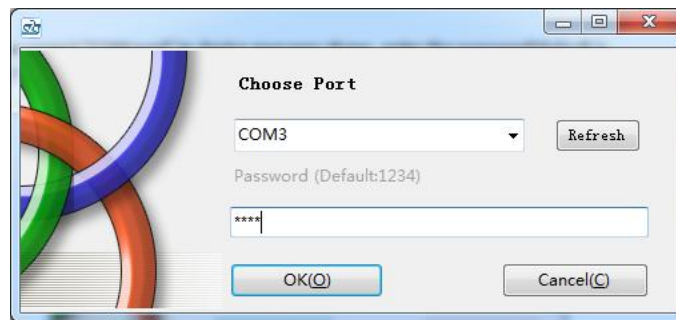 Choose Port
COM3
Refresh
Password (Default:1234)
****
OK(O)
Cancel(C)